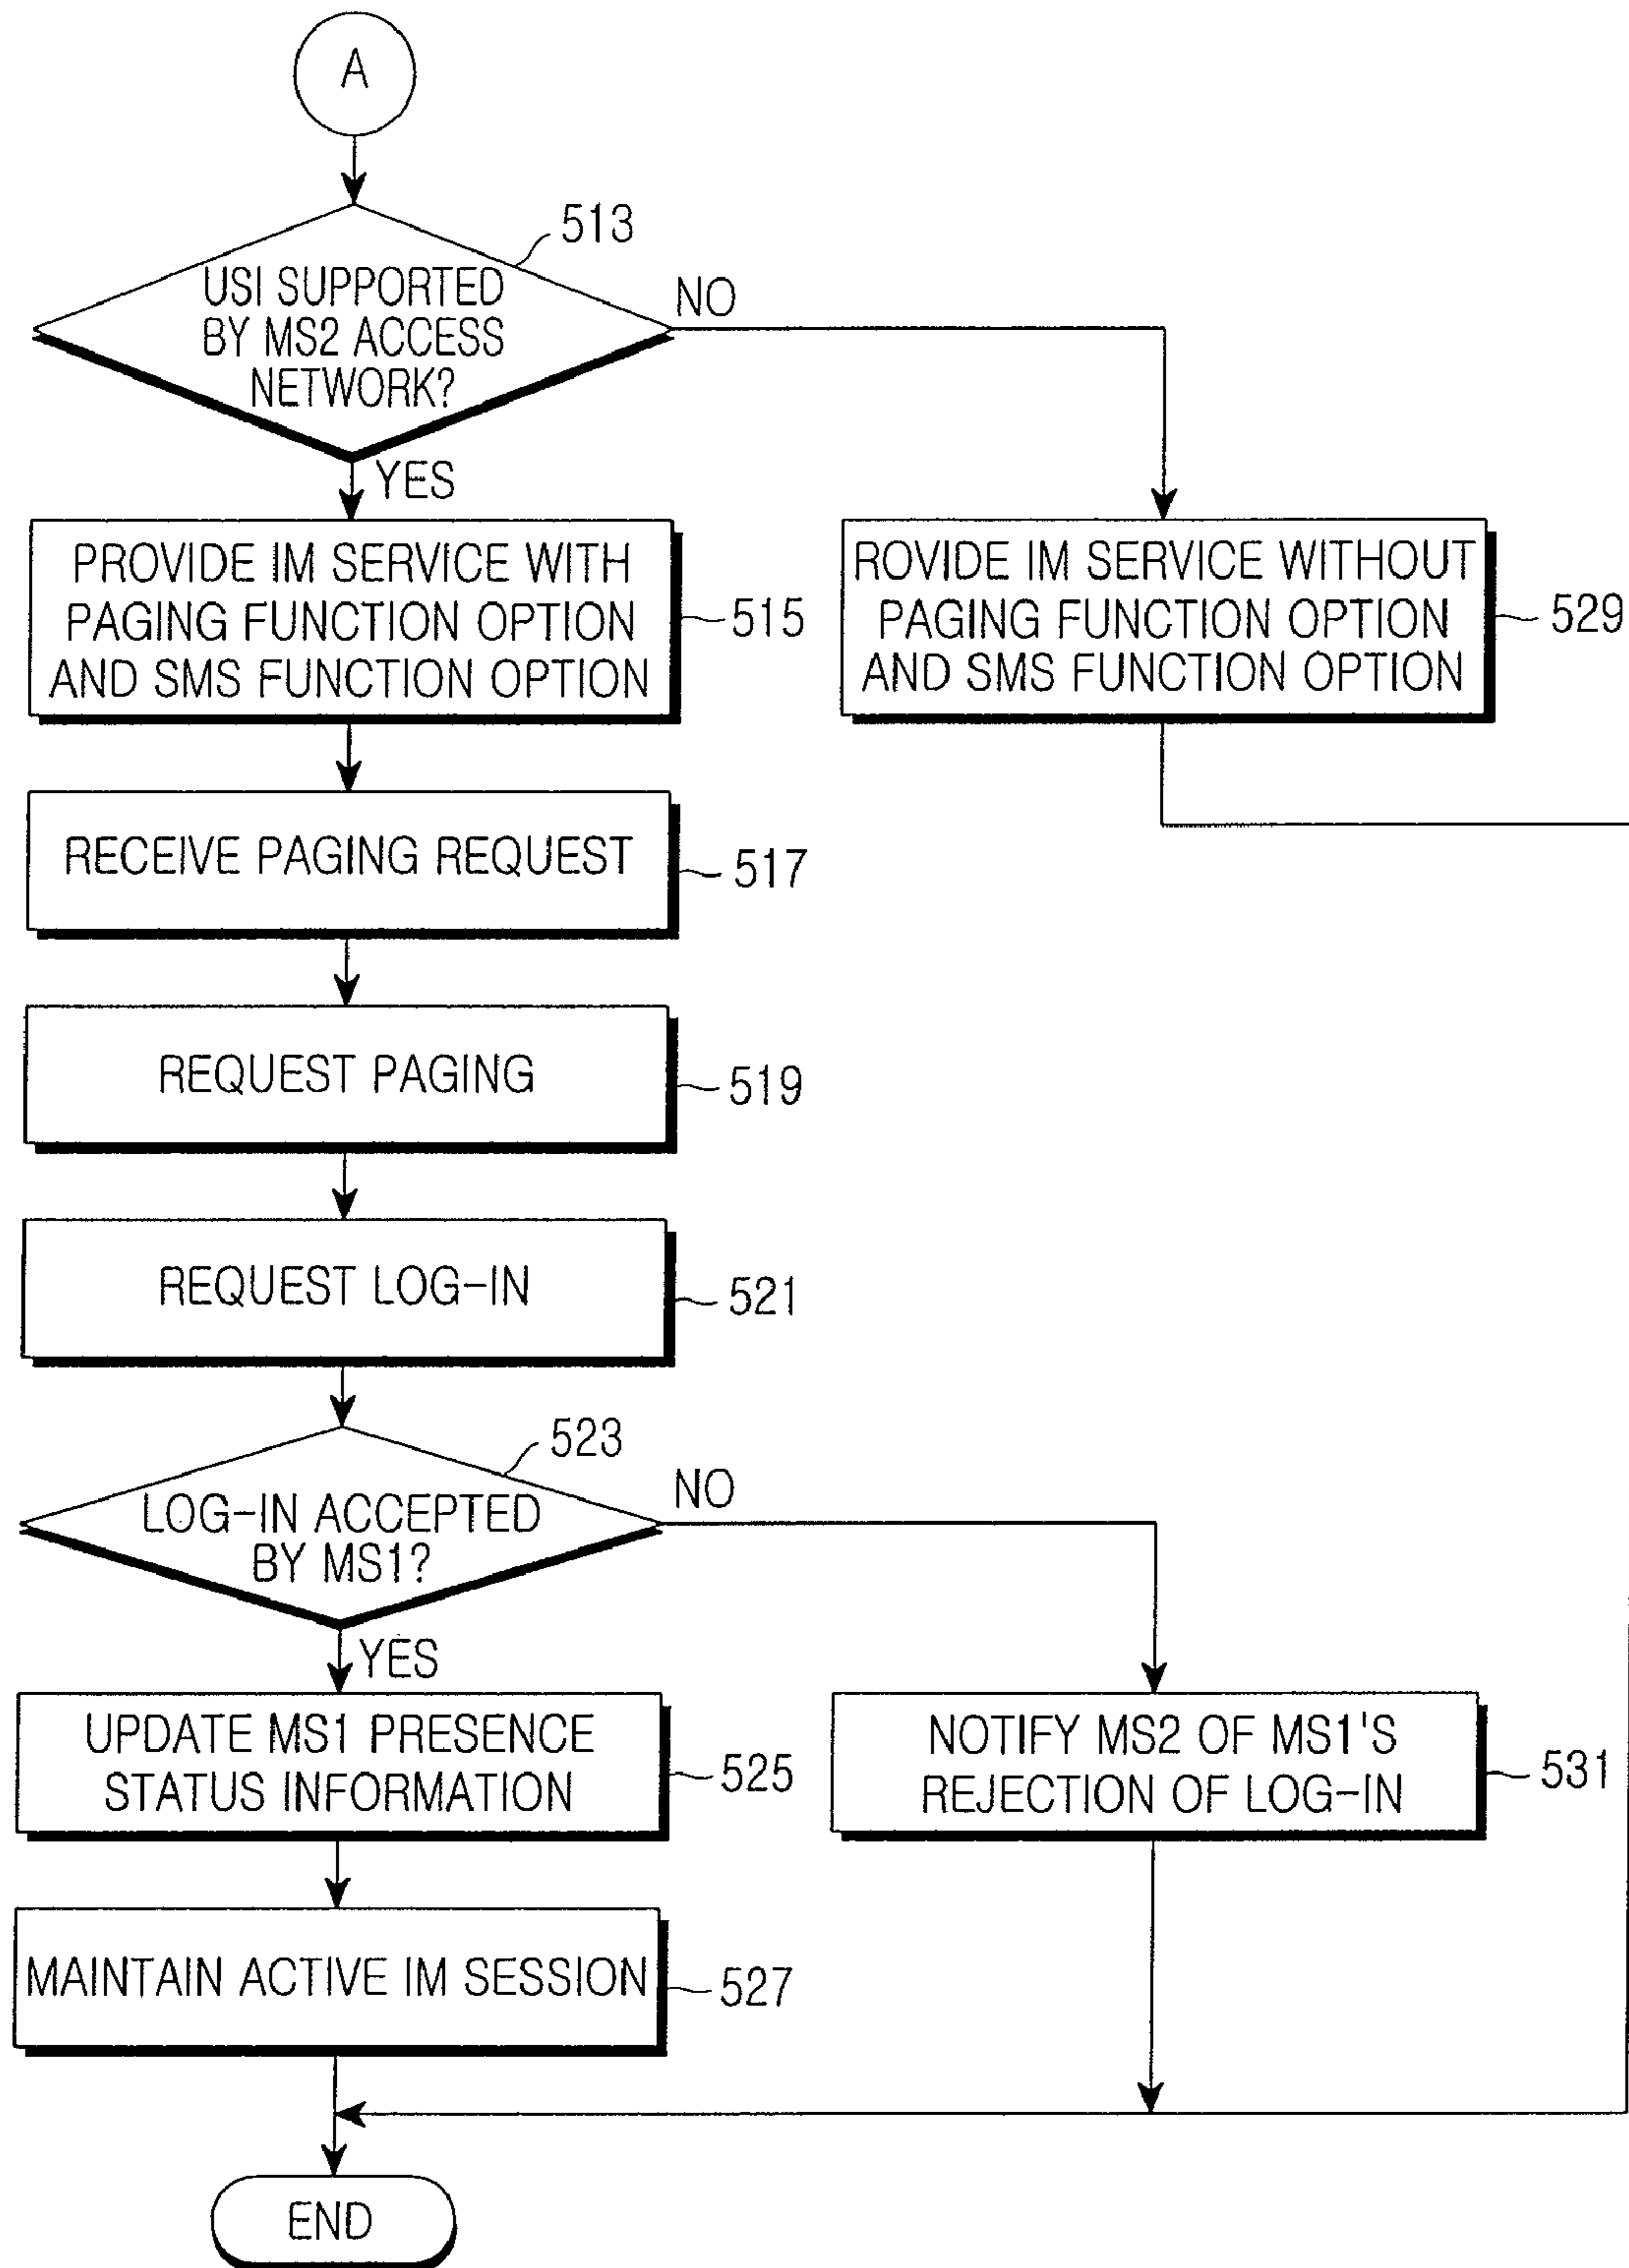 A
513
USI SUPPORTED
BY MS2 ACCESS
NETWORK?
NO
YES
PROVIDE IM SERVICE WITH
PAGING FUNCTION OPTION
AND SMS FUNCTION OPTION
515
ROVIDE IM SERVICE WITHOUT
PAGING FUNCTION OPTION
AND SMS FUNCTION OPTION
529
RECEIVE PAGING REQUEST
517
REQUEST PAGING
519
REQUEST LOG-IN
521
523
LOG-IN ACCEPTED
BY MS1?
NO
YES
UPDATE MS1 PRESENCE
STATUS INFORMATION
525
NOTIFY MS2 OF MS1'S
REJECTION OF LOG-IN
531
MAINTAIN ACTIVE IM SESSION
527
END